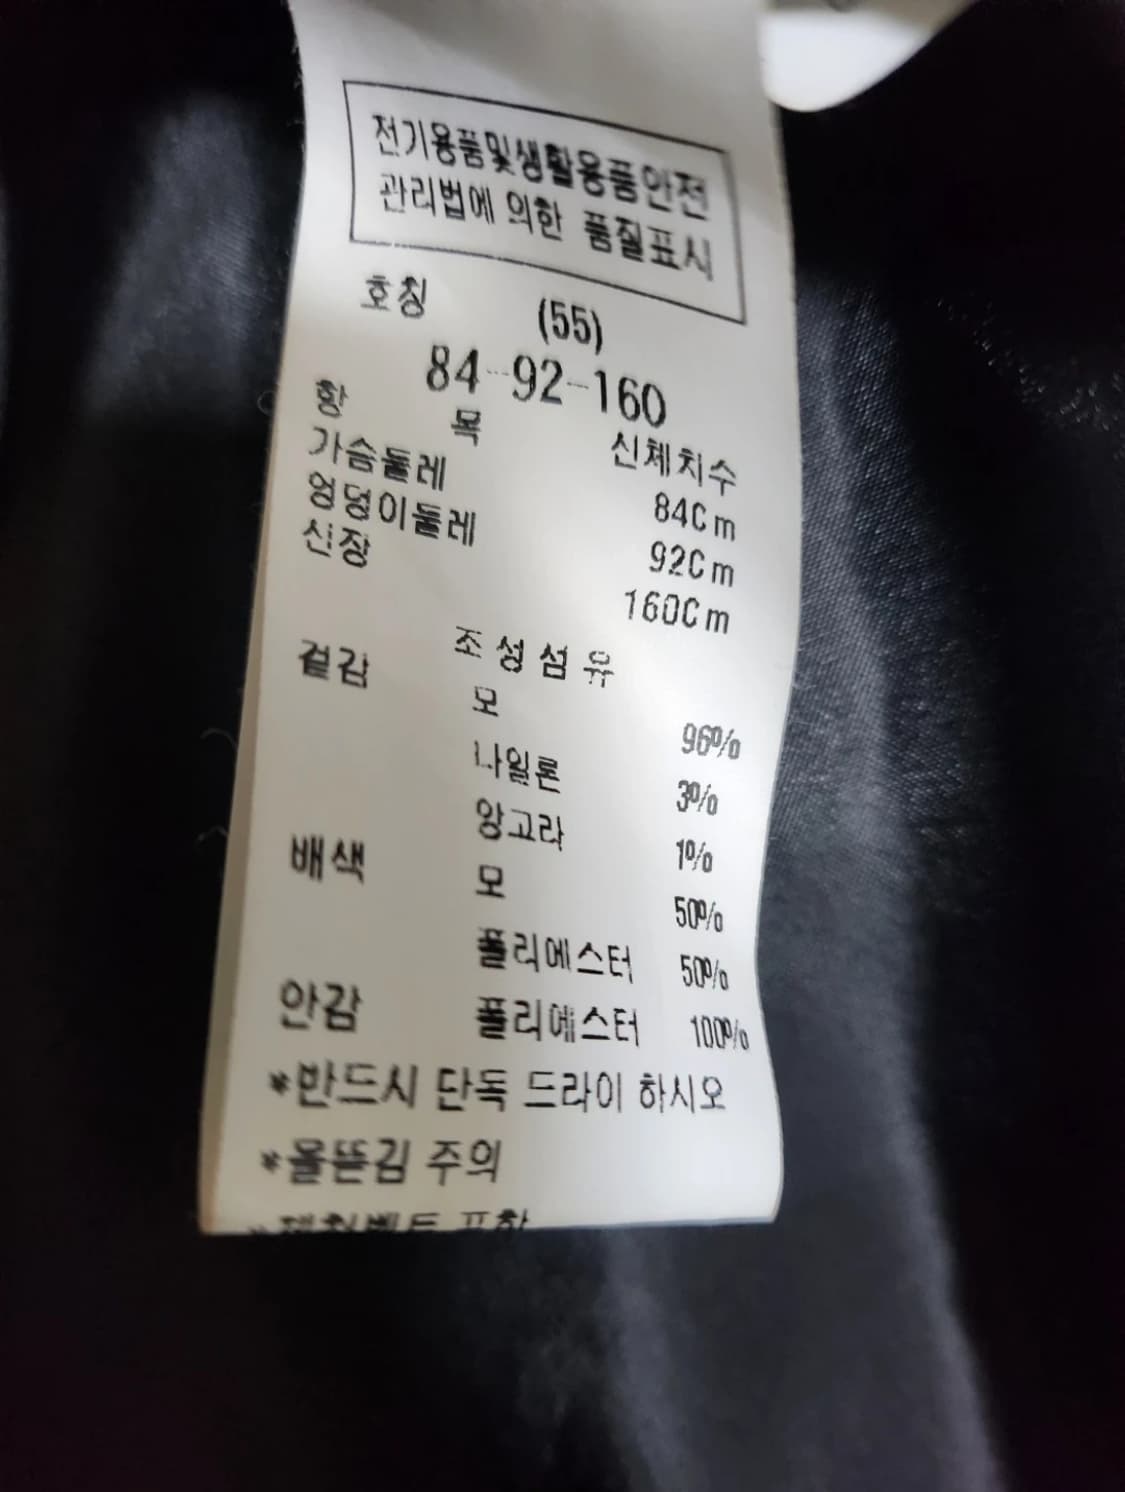 전기용품및생활용품안전
관리법에 의한 품질표시
호칭 (55)
84-92-160
항 목 신체치수
가슴둘레 84Cm
엉덩이둘레 92Cm
신장 160Cm
조성섬유
겉감 모 96%
나일론 3%
앙고라 1%
배색 모 50%
폴리에스터 50%
안감 폴리에스터 100%
*반드시 단독 드라이 하시오
*올뜯김 주의
벨트 포함